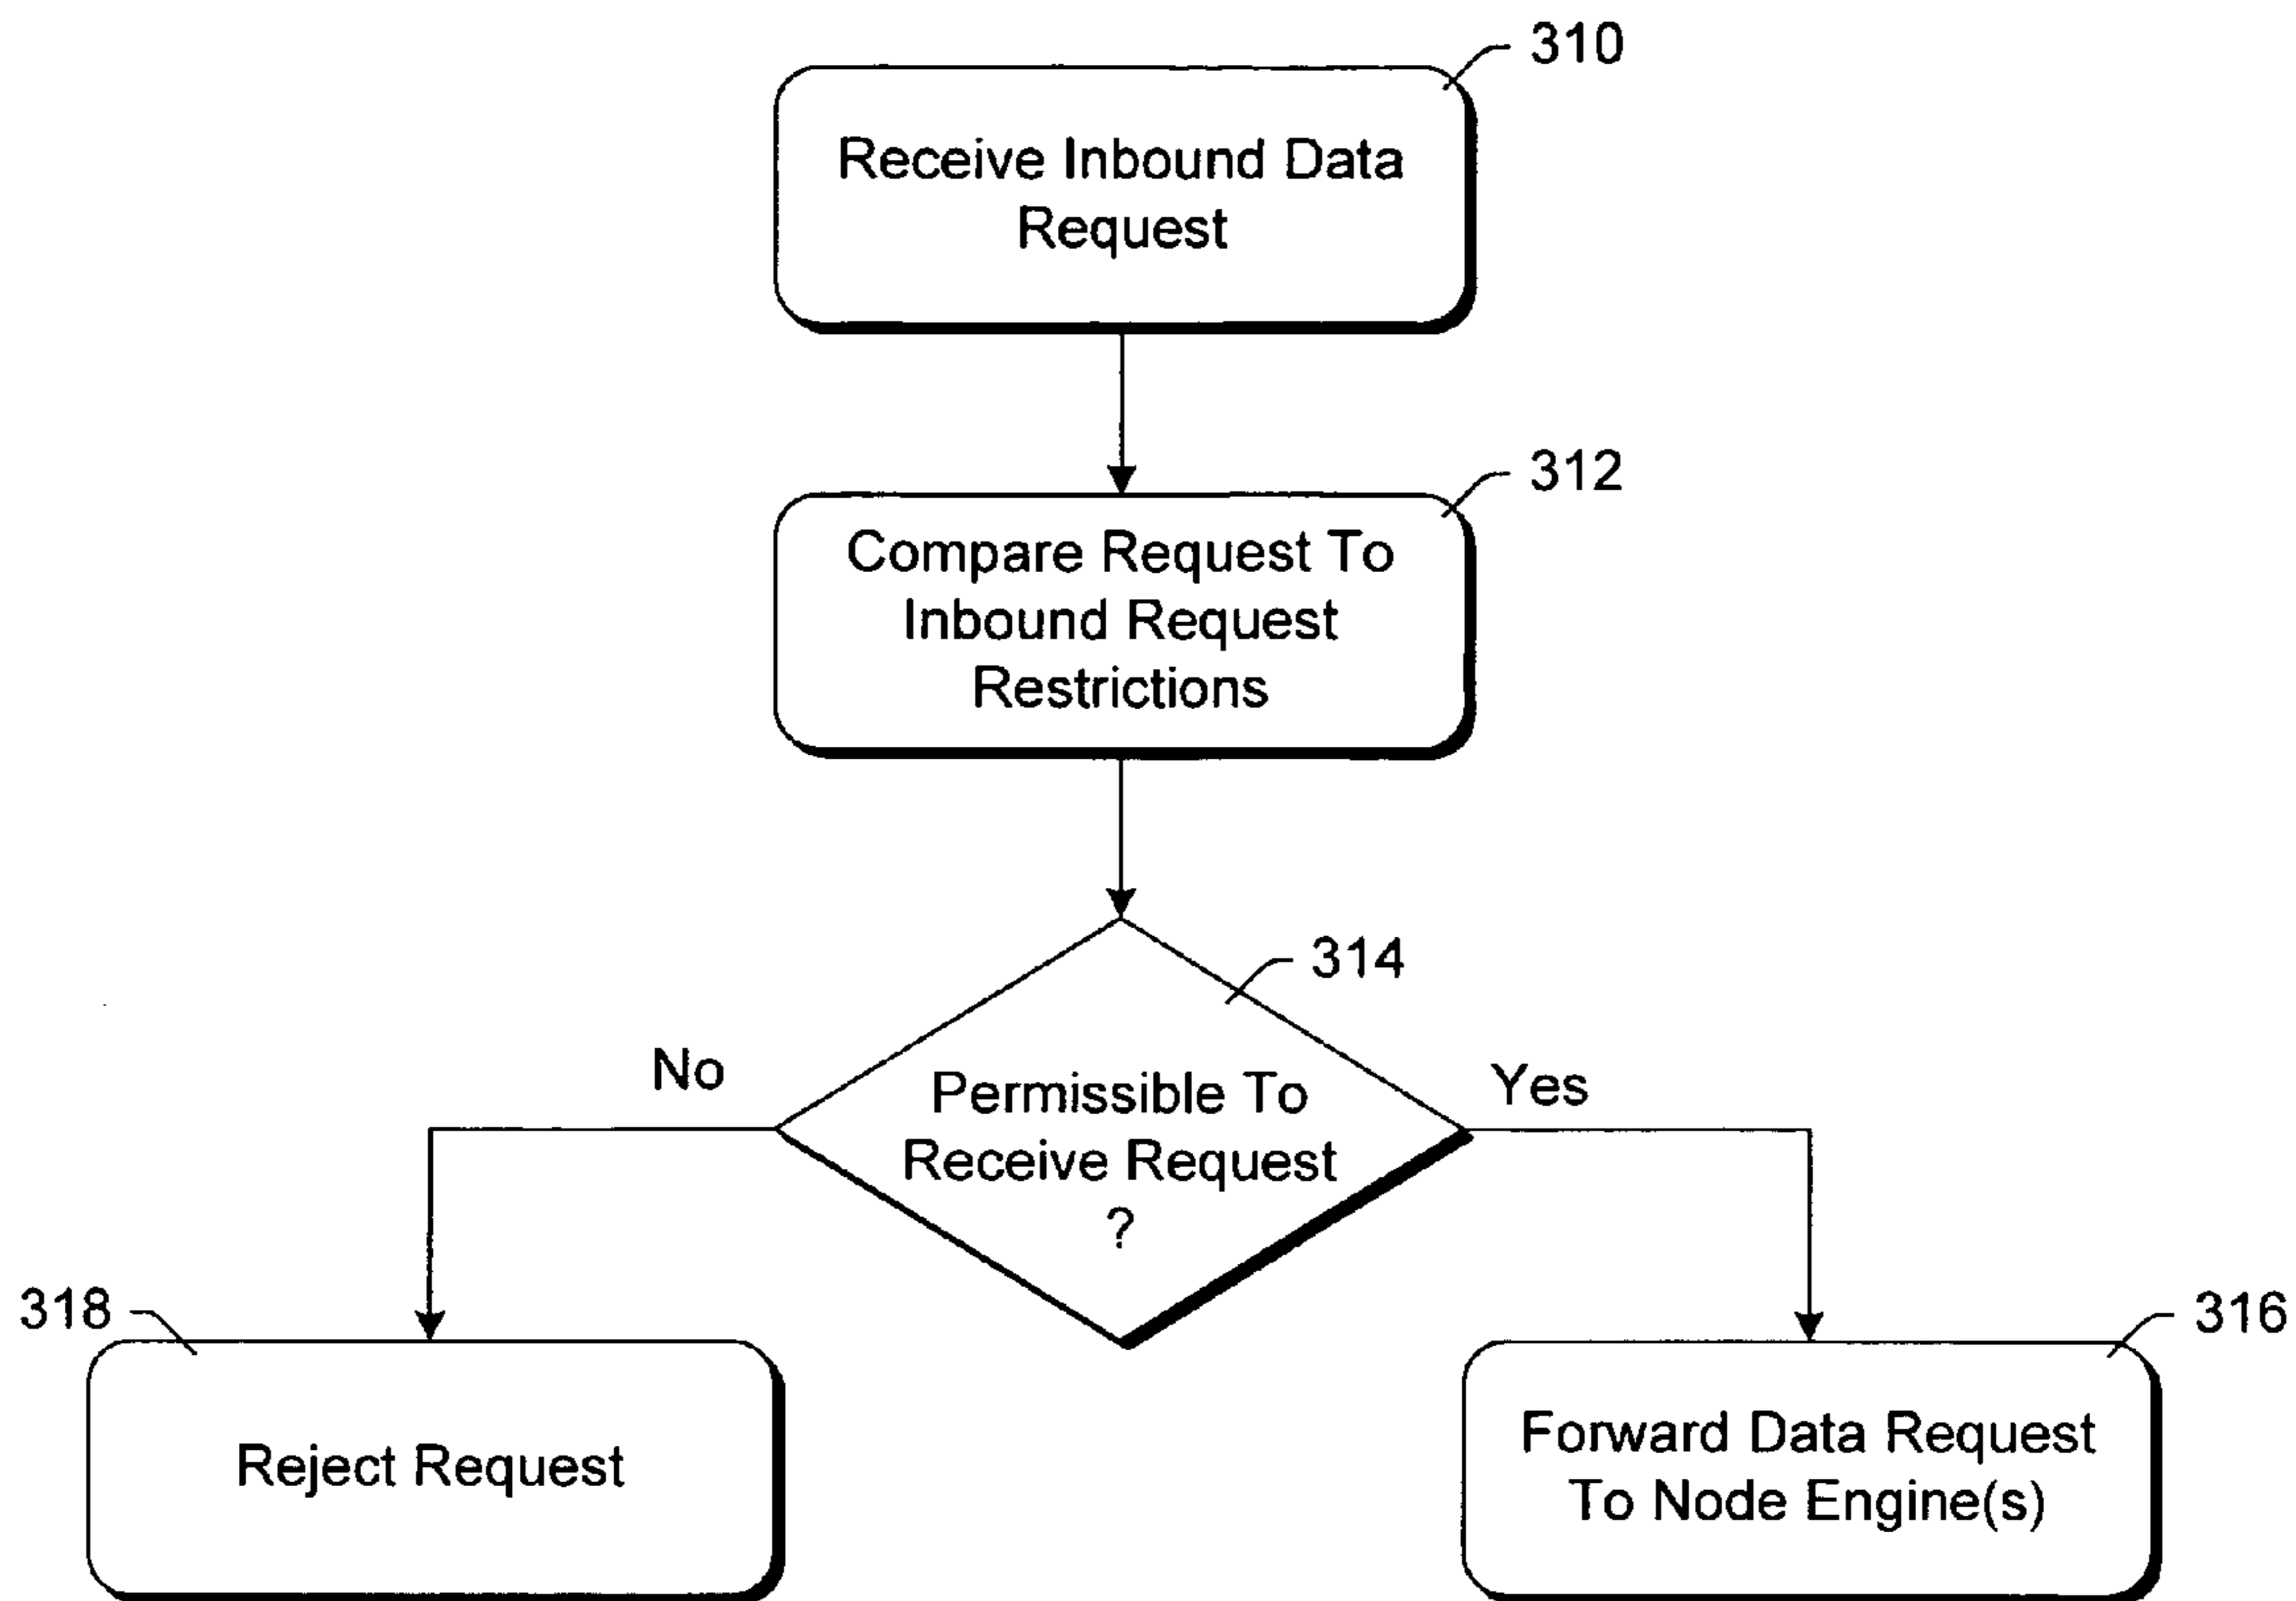 310
Receive Inbound Data
Request
312
Compare Request To
Inbound Request
Restrictions
314
No
Yes
Permissible To
Receive Request
?
318
316
Reject Request
Forward Data Request
To Node Engine(s)